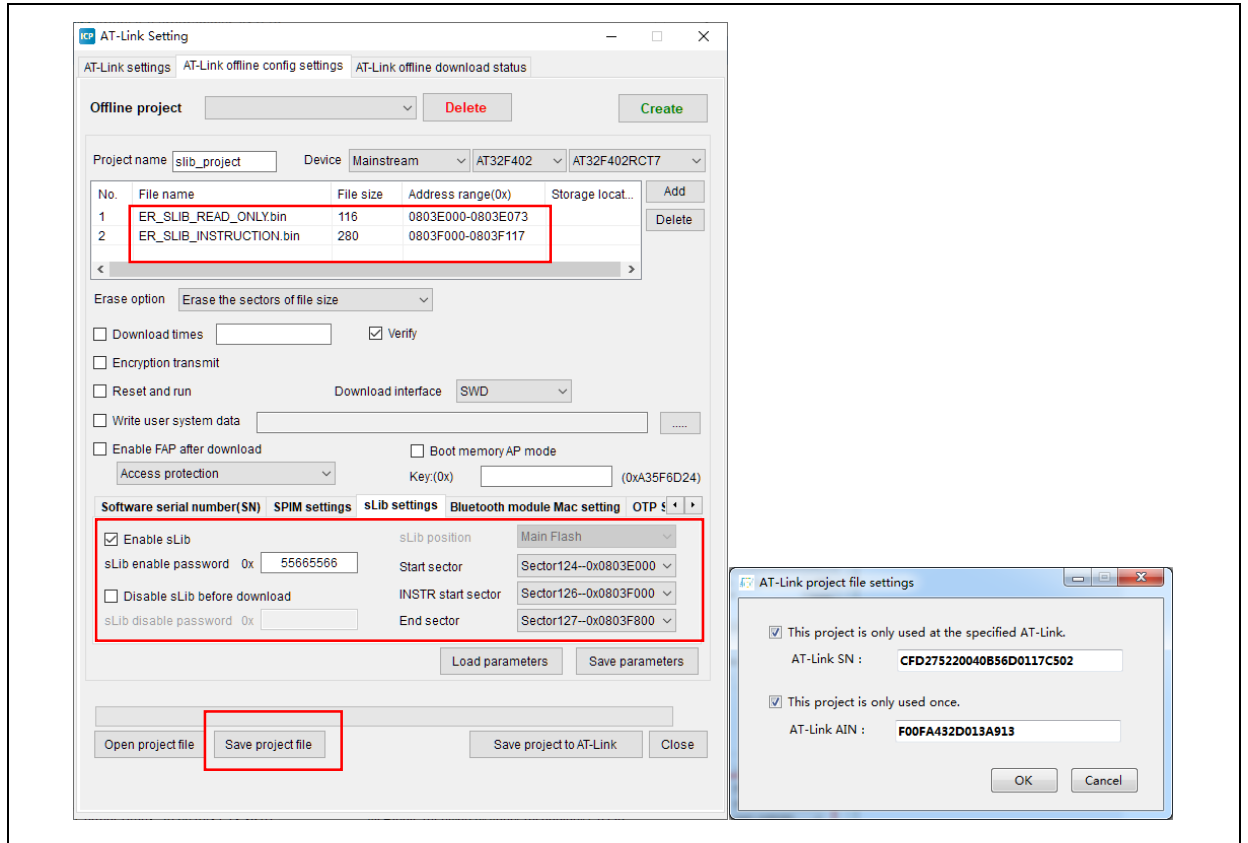 ICP AT-Link Setting
AT-Link settings AT-Link offline config settings AT-Link offline download status
Offline project Delete Create
Project name slib_project Device Mainstream AT32F402 AT32F402RCT7
No. File name File size Address range(0x) Storage locat... Add
1 ER_SLIB_READ_ONLY.bin 116 0803E000-0803E073 Delete
2 ER_SLIB_INSTRUCTION.bin 280 0803F000-0803F117
Erase option Erase the sectors of file size
Download times Verify
Encryption transmit
Reset and run Download interface SWD
Write user system data .....
Enable FAP after download Boot memory AP mode
Access protection Key:(0x) (0xA35F6D24)
Software serial number(SN) SPIM settings sLib settings Bluetooth module Mac setting OTP S
Enable sLib sLib position Main Flash
sLib enable password 0x 55665566 Start sector Sector124--0x0803E000
Disable sLib before download INSTR start sector Sector126--0x0803F000
sLib disable password 0x End sector Sector127--0x0803F800
Load parameters Save parameters
Open project file Save project file Save project to AT-Link Close
AT-Link project file settings
This project is only used at the specified AT-Link.
AT-Link SN : CFD275220040B56D0117C502
This project is only used once.
AT-Link AIN : F00FA432D013A913
OK Cancel